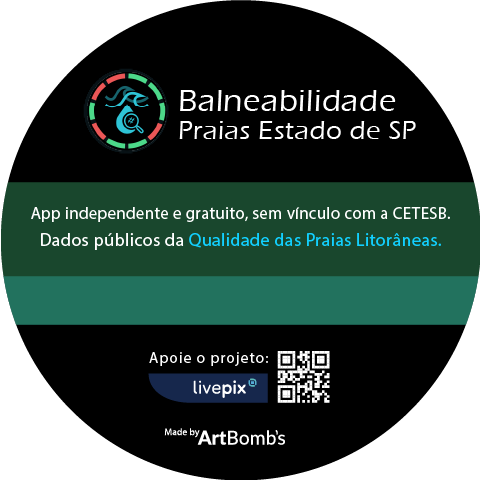 Balneabilidade
Praias Estado de SP
App independente e gratuito, sem vínculo com a CETESB.
Dados públicos da Qualidade das Praias Litorâneas.
Apoie o projeto:
livepix
Made by ArtBomb's